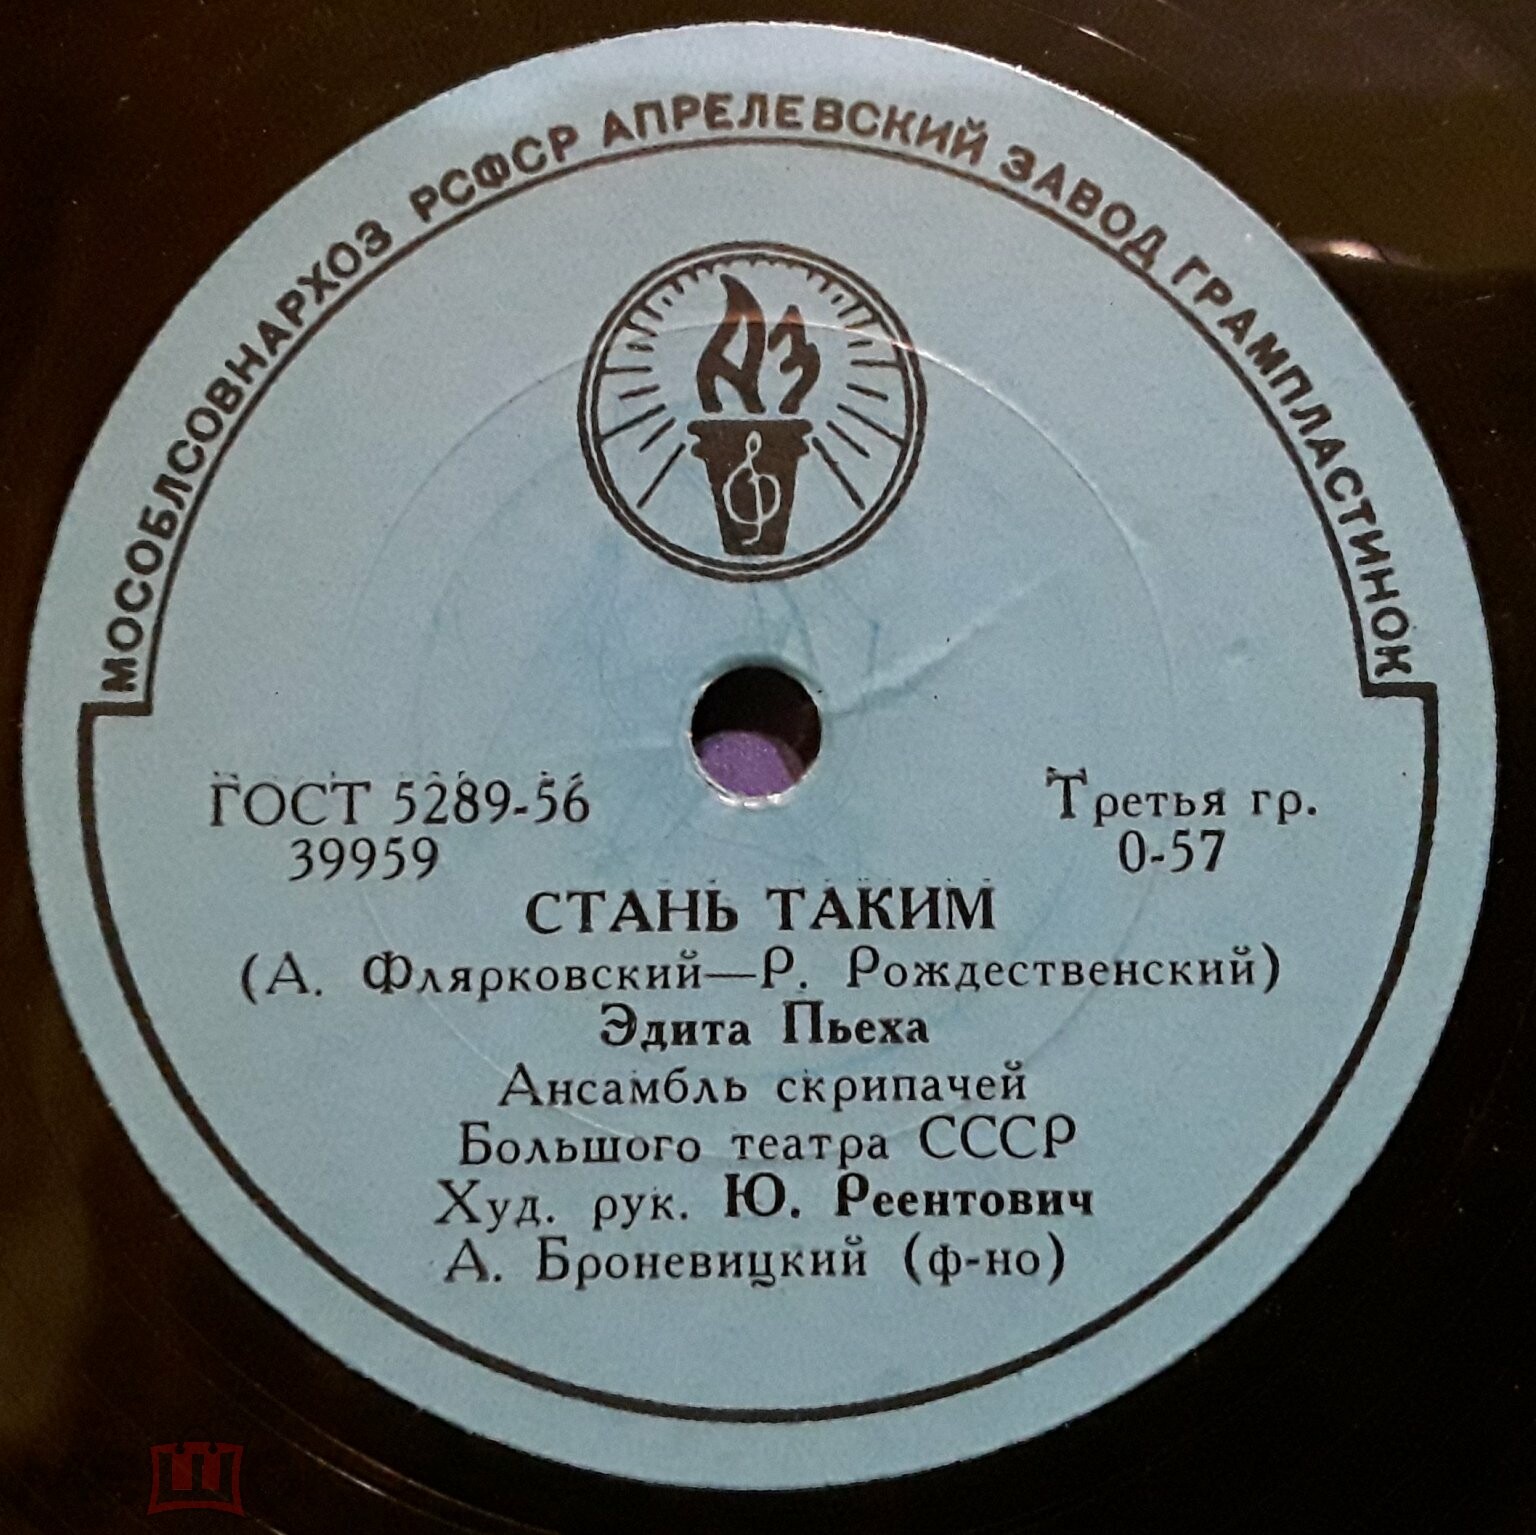 МОСОБЛСОВНАРХОЗ РСФСР АПРЕЛЕВСКИЙ ЗАВОД ГРАМПЛАСТИНОК
АЗ
ГОСТ 5289-56
39959
Третья гр.
0-57
СТАНЬ ТАКИМ
(А. Флярковский—Р. Рождественский)
Эдита Пьеха
Ансамбль скрипачей
Большого театра СССР
Худ. рук. Ю. Реентович
А. Броневицкий (ф-но)